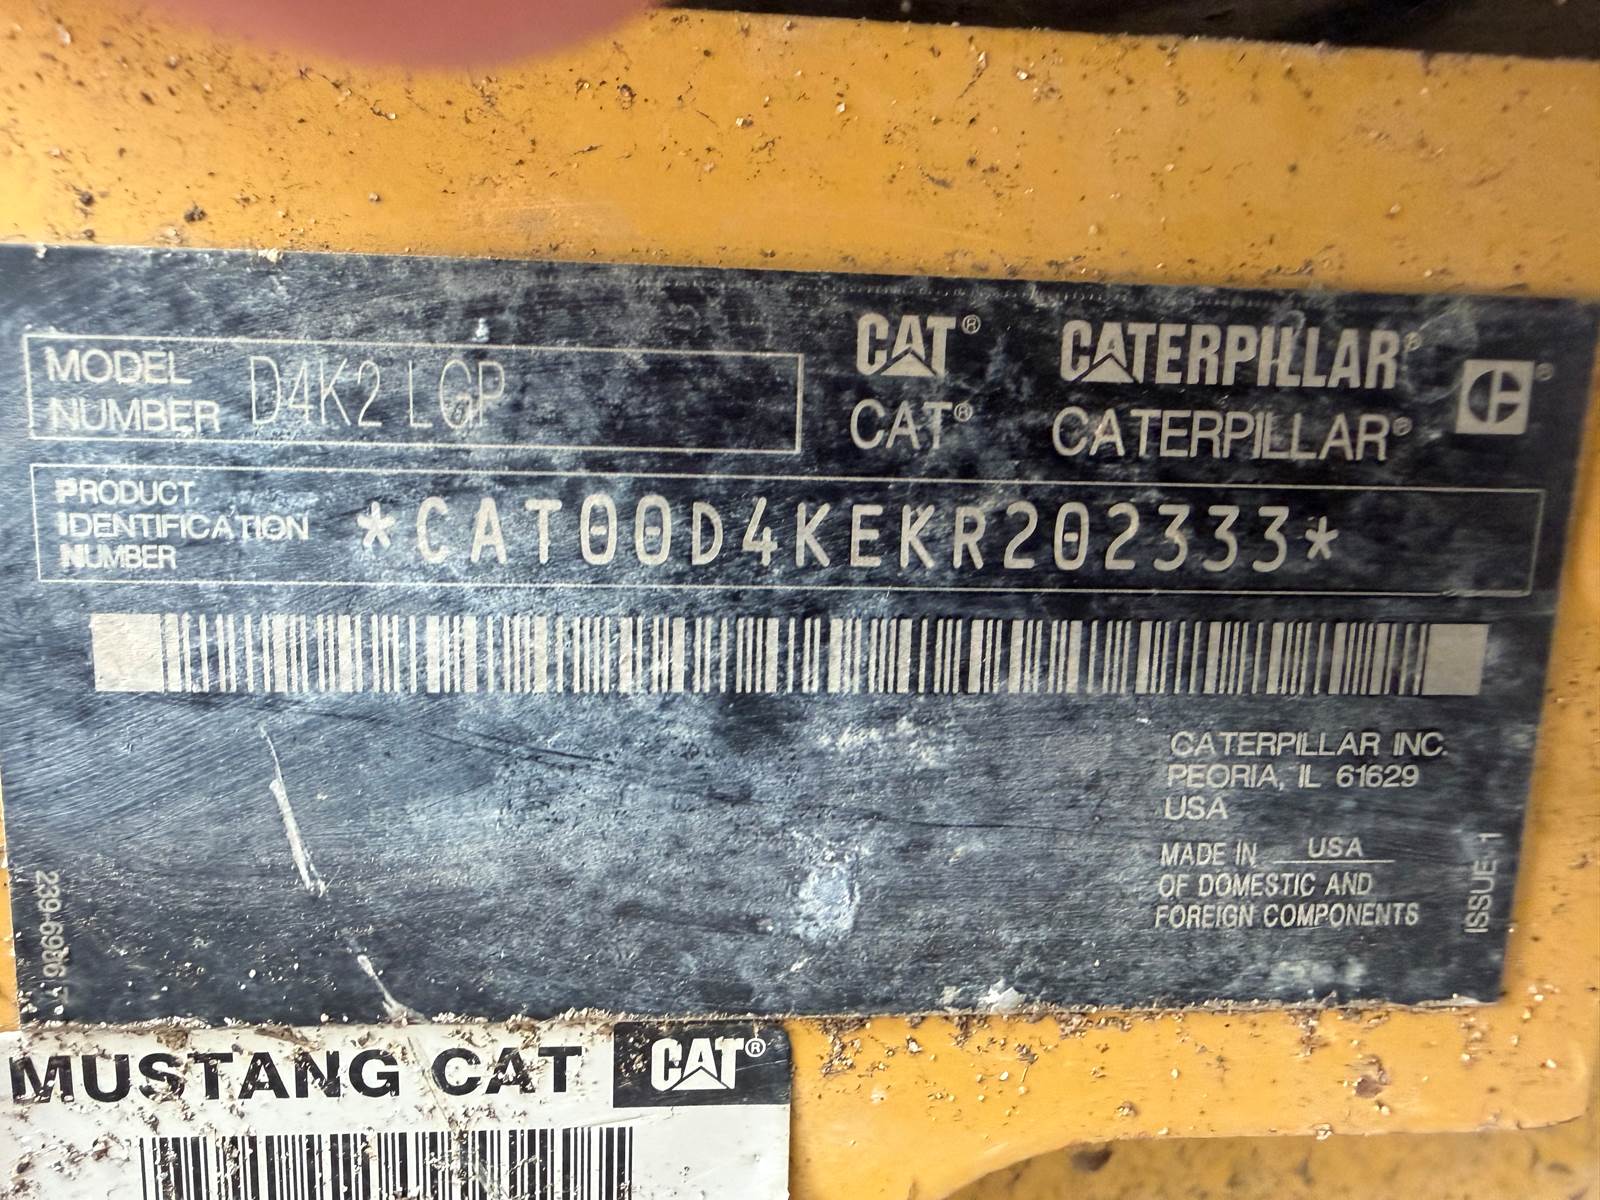 MODEL
NUMBER D4K2 LGP
CAT® CATERPILLAR®
CAT® CATERPILLAR®
PRODUCT
IDENTIFICATION
NUMBER
*CAT00D4KEKR202333*
CATERPILLAR INC.
PEORIA, IL 61629
USA
MADE IN USA
OF DOMESTIC AND
FOREIGN COMPONENTS
ISSUE-1
MUSTANG CAT CAT®